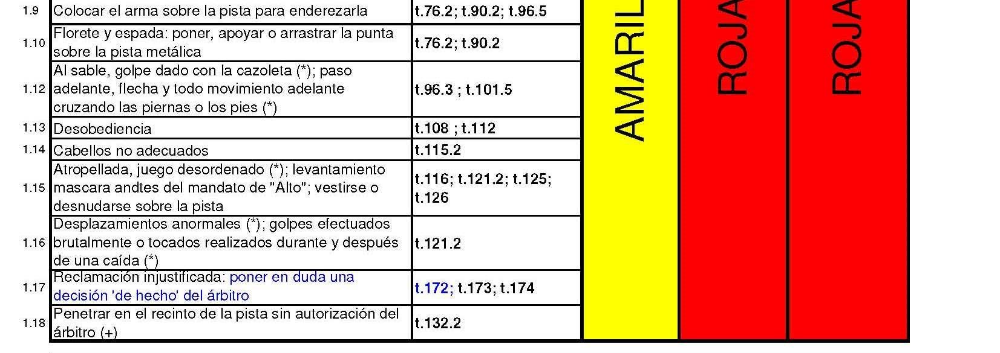 1.9 Colocar el arma sobre la pista para enderezarla t.76.2; t.90.2; t.96.5
1.10 Florete y espada: poner, apoyar o arrastrar la punta
sobre la pista metálica t.76.2; t.90.2
1.12 Al sable, golpe dado con la cazoleta (*); paso
adelante, flecha y todo movimiento adelante
cruzando las piernas o los pies (*) t.96.3 ; t.101.5
1.13 Desobediencia t.108 ; t.112
1.14 Cabellos no adecuados t.115.2
1.15 Atropellada, juego desordenado (*); levantamiento
mascara andtes del mandato de "Alto"; vestirse o
desnudarse sobre la pista t.116; t.121.2; t.125;
t.126
1.16 Desplazamientos anormales (*); golpes efectuados
brutalmente o tocados realizados durante y después
de una caída (*) t.121.2
1.17 Reclamación injustificada: poner en duda una
decisión 'de hecho' del árbitro t.172; t.173; t.174
1.18 Penetrar en el recinto de la pista sin autorización del
árbitro (+) t.132.2
AMARIL
ROJA
ROJA